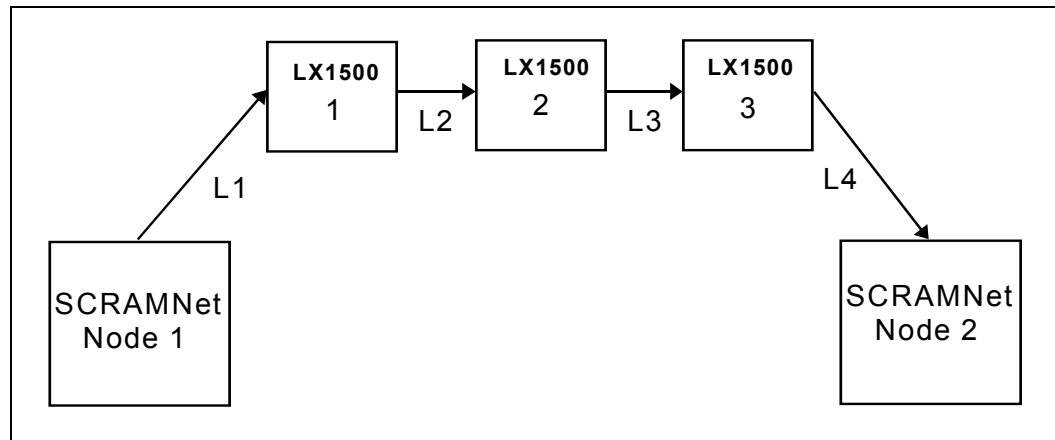 LX1500
1
LX1500
2
LX1500
3
L2
L3
L1
L4
SCRAMNet
Node 1
SCRAMNet
Node 2